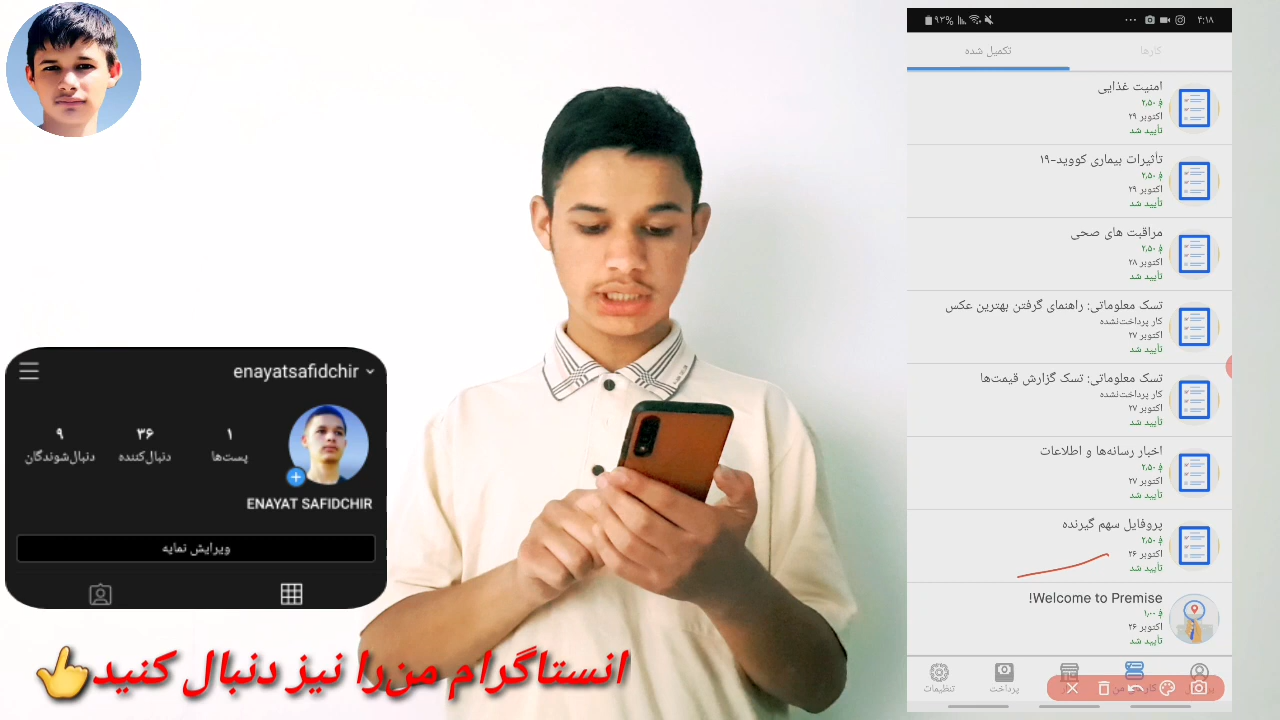 ۹۳%
۴:۱۸
کارها
تکمیل شده
امنیت غذایی
؋ ۲٫۵۰
اکتوبر ۲۹
تأیید شد
تأثیرات بیماری کووید-۱۹
؋ ۲٫۵۰
اکتوبر ۲۹
تأیید شد
مراقبت های صحی
؋ ۲٫۵۰
اکتوبر ۲۸
تأیید شد
تسک معلوماتی: راهنمای گرفتن بهترین عکس
کار پرداخت‌نشده
اکتوبر ۲۷
تأیید شد
تسک معلوماتی: تسک گزارش قیمت‌ها
کار پرداخت‌نشده
اکتوبر ۲۷
تأیید شد
اخبار رسانه‌ها و اطلاعات
؋ ۲٫۵۰
اکتوبر ۲۷
تأیید شد
پروفایل سهم گیرنده
؋ ۲٫۵۰
اکتوبر ۲۶
تأیید شد
Welcome to Premise!
؋ ۱٫۰۰
اکتوبر ۲۶
تأیید شد
پرداخت
تنظیمات
enayatsafidchir
۱ ۳۶ ۹
پست‌ها دنبال‌کننده دنبال‌شوندگان
ENAYAT SAFIDCHIR
ویرایش نمایه
انستاگرام من‌را نیز دنبال کنید